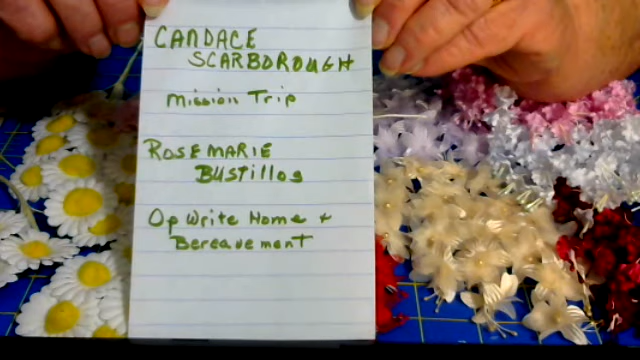 CANDACE
SCARBOROUGH
Mission Trip
ROSEMARIE
BUSTillos
Op Write Home +
Bereavement